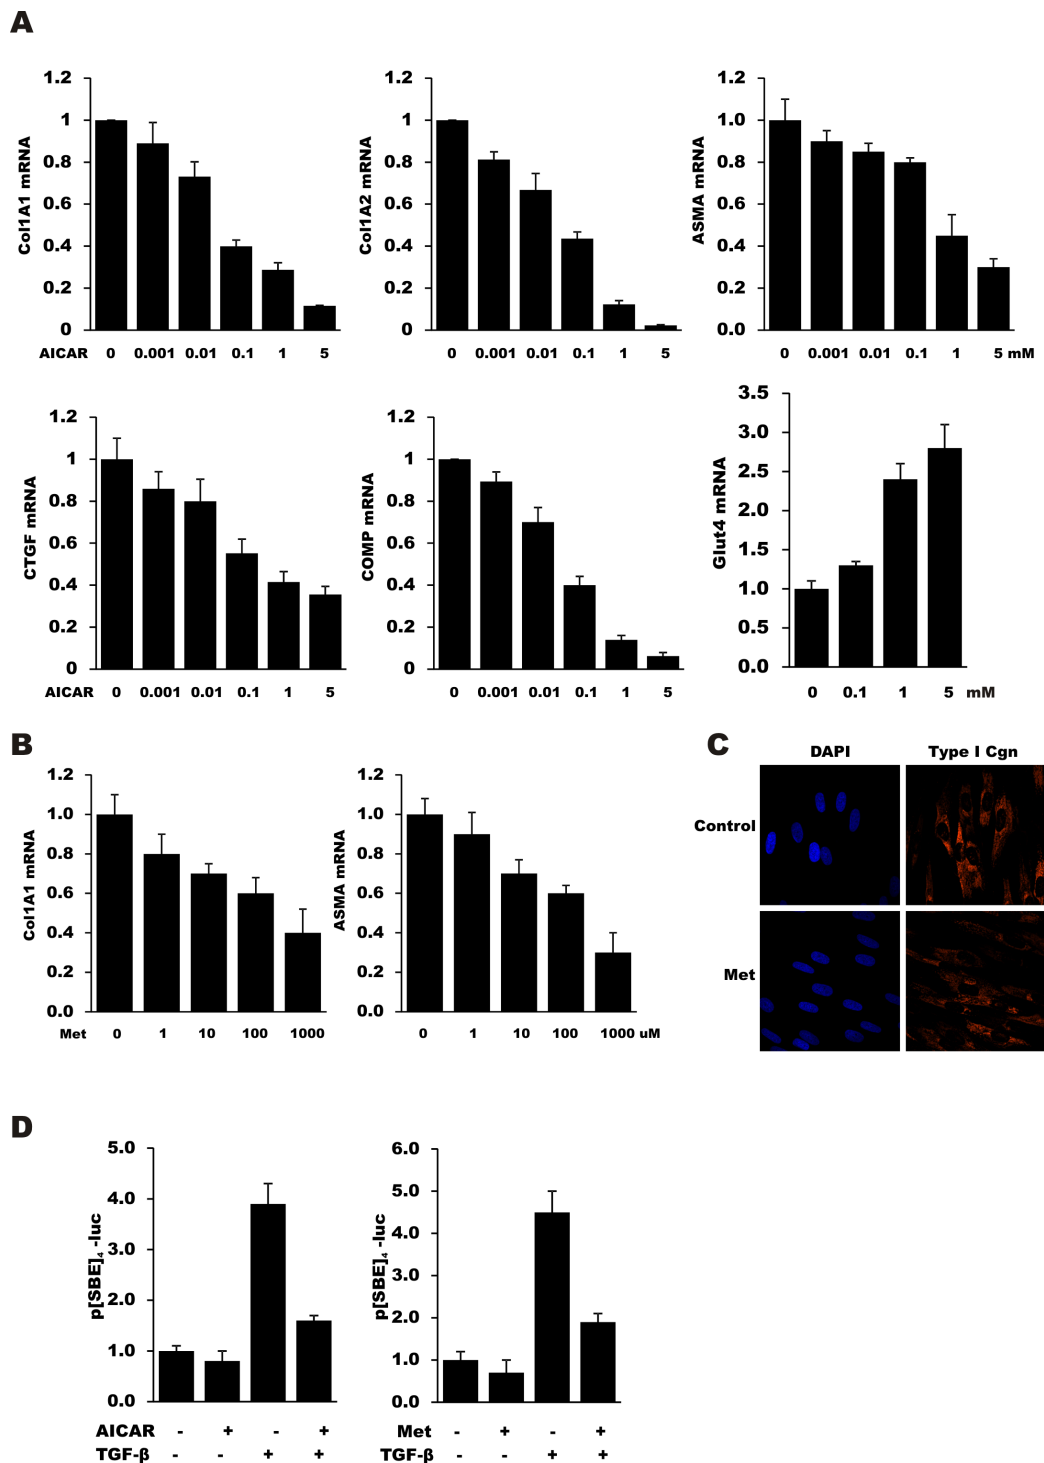 A
1.2
1
0.8
0.6
0.4
0.2
0
Col1A1 mRNA
AICAR 0 0.001 0.01 0.1 1 5
1.2
1
0.8
0.6
0.4
0.2
0
Col1A2 mRNA
0 0.001 0.01 0.1 1 5
1.2
1.0
0.8
0.6
0.4
0.2
0.0
ASMA mRNA
0 0.001 0.01 0.1 1 5 mM
1.2
1
0.8
0.6
0.4
0.2
0
CTGF mRNA
AICAR 0 0.001 0.01 0.1 1 5
1.2
1
0.8
0.6
0.4
0.2
0
COMP mRNA
0 0.001 0.01 0.1 1 5
3.5
3.0
2.5
2.0
1.5
1.0
0.5
0.0
Glut4 mRNA
0 0.1 1 5 mM
B
1.2
1.0
0.8
0.6
0.4
0.2
0.0
Col1A1 mRNA
Met 0 1 10 100 1000
1.2
1.0
0.8
0.6
0.4
0.2
0.0
ASMA mRNA
0 1 10 100 1000 uM
C
DAPI Type I Cgn
Control
Met
D
5.0
4.0
3.0
2.0
1.0
0.0
p[SBE]₄ -luc
AICAR - + - +
TGF-β - - + +
6.0
5.0
4.0
3.0
2.0
1.0
0.0
p[SBE]₄ -luc
Met - + - +
TGF-β - - + +